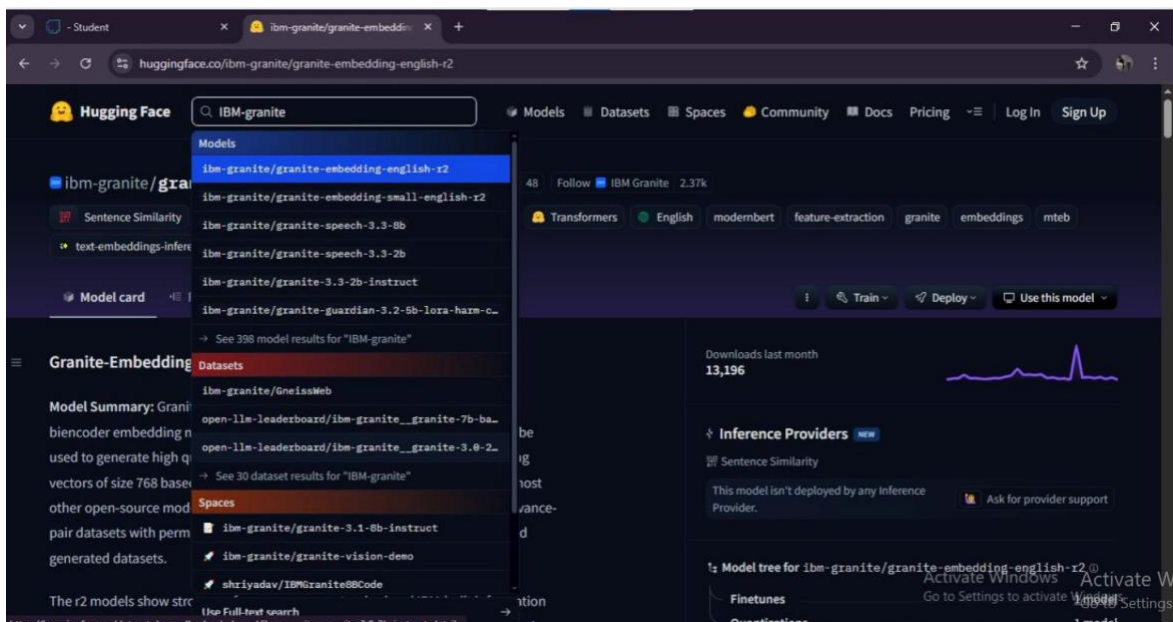 - Student
ibm-granite/granite-embeddin
huggingface.co/ibm-granite/granite-embedding-english-r2
Hugging Face
IBM-granite
Models Datasets Spaces Community Docs Pricing Log In Sign Up
Models
ibm-granite/granite-embedding-english-r2
ibm-granite/gra
48 Follow IBM Granite 2.37k
ibm-granite/granite-embedding-small-english-r2
Sentence Similarity
Transformers English modernbert feature-extraction granite embeddings mteb
ibm-granite/granite-speech-3.3-8b
text-embeddings-infere
ibm-granite/granite-speech-3.3-2b
ibm-granite/granite-3.3-2b-instruct
Model card
Train Deploy Use this model
ibm-granite/granite-guardian-3.2-5b-lora-harm-c…
→ See 398 model results for "IBM-granite"
Granite-Embedding
Datasets
ibm-granite/GneissWeb
open-llm-leaderboard/ibm-granite__granite-7b-ba…
open-llm-leaderboard/ibm-granite__granite-3.0-2…
→ See 30 dataset results for "IBM-granite"
Spaces
ibm-granite/granite-3.1-8b-instruct
ibm-granite/granite-vision-demo
shriyadav/IBMGranite8BCode
Use Full-text search →
Model Summary: Grani
biencoder embedding m be
used to generate high q
vectors of size 768 base
other open-source mod
pair datasets with perm d
generated datasets.
The r2 models show stro
Downloads last month
13,196
Inference Providers NEW
Sentence Similarity
This model isn't deployed by any Inference
Provider.
Ask for provider support
Model tree for ibm-granite/granite-embedding-english-r2
Finetunes
Activate Windows
Go to Settings to activate
Activate W
Go to Settings